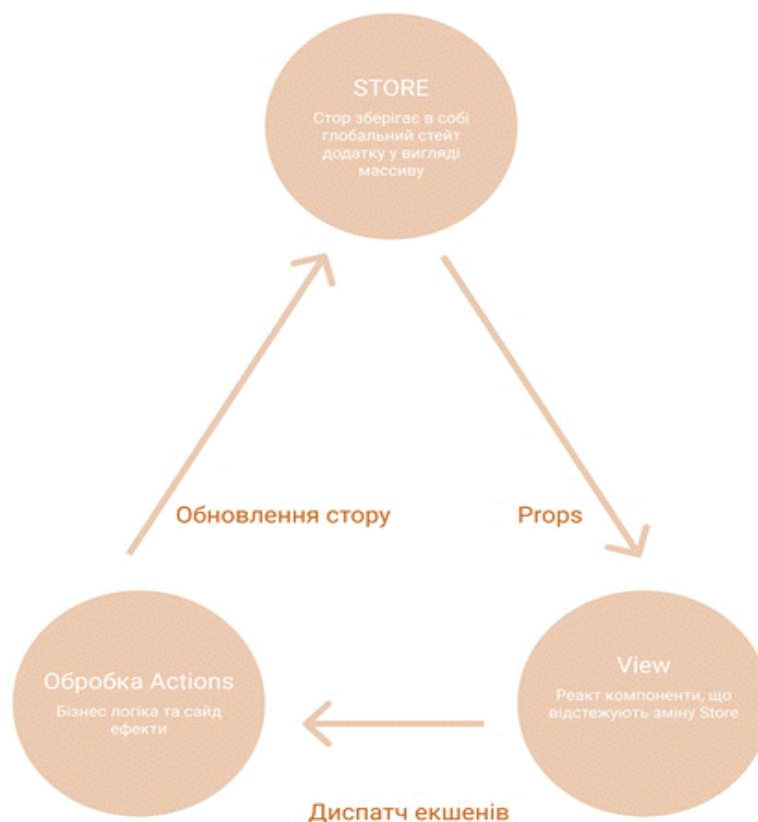 STORE
Стор зберігає в собі
глобальний стейт
додатку у вигляді
массиву
Обновлення стору
Props
Обробка Actions
Бізнес логіка та сайд
ефекти
View
Реакт компоненти, що
відстежують зміну Store
Диспатч екшенів